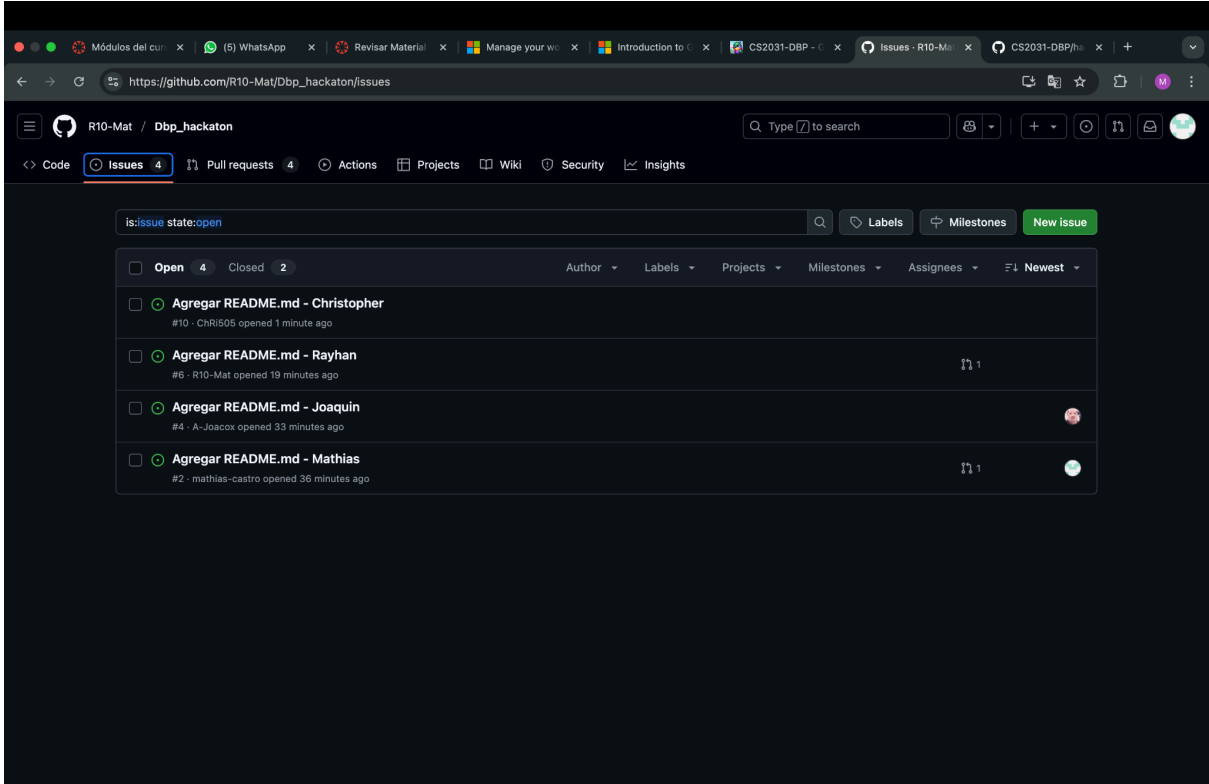 Módulos del cur
(5) WhatsApp
Revisar Material
Manage your wo
Introduction to G
CS2031-DBP - G
Issues · R10-Mat
CS2031-DBP/ha
https://github.com/R10-Mat/Dbp_hackaton/issues
M
R10-Mat / Dbp_hackaton
Type / to search
Code
Issues 4
Pull requests 4
Actions
Projects
Wiki
Security
Insights
is:issue state:open
Labels
Milestones
New issue
Open 4
Closed 2
Author
Labels
Projects
Milestones
Assignees
Newest
Agregar README.md - Christopher
#10 · ChRi505 opened 1 minute ago
Agregar README.md - Rayhan
#6 · R10-Mat opened 19 minutes ago
1
Agregar README.md - Joaquin
#4 · A-Joacox opened 33 minutes ago
Agregar README.md - Mathias
#2 · mathias-castro opened 36 minutes ago
1